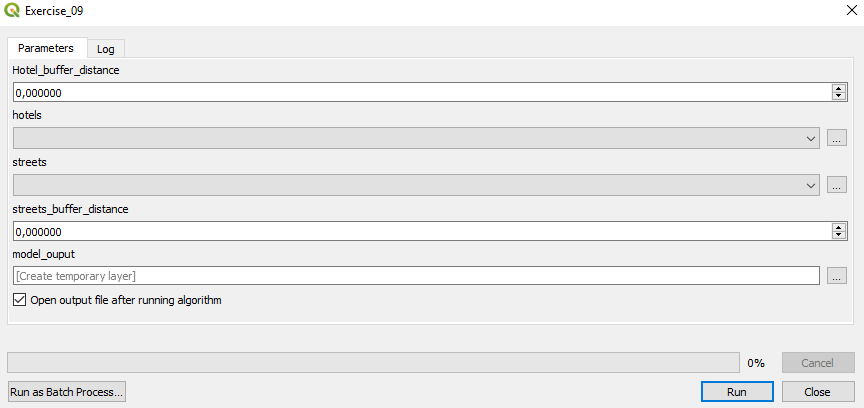 Exercise_09
Parameters
Log
Hotel_buffer_distance
0,000000
hotels
...
streets
...
streets_buffer_distance
0,000000
model_ouput
[Create temporary layer]
...
Open output file after running algorithm
0%
Cancel
Run as Batch Process...
Run
Close